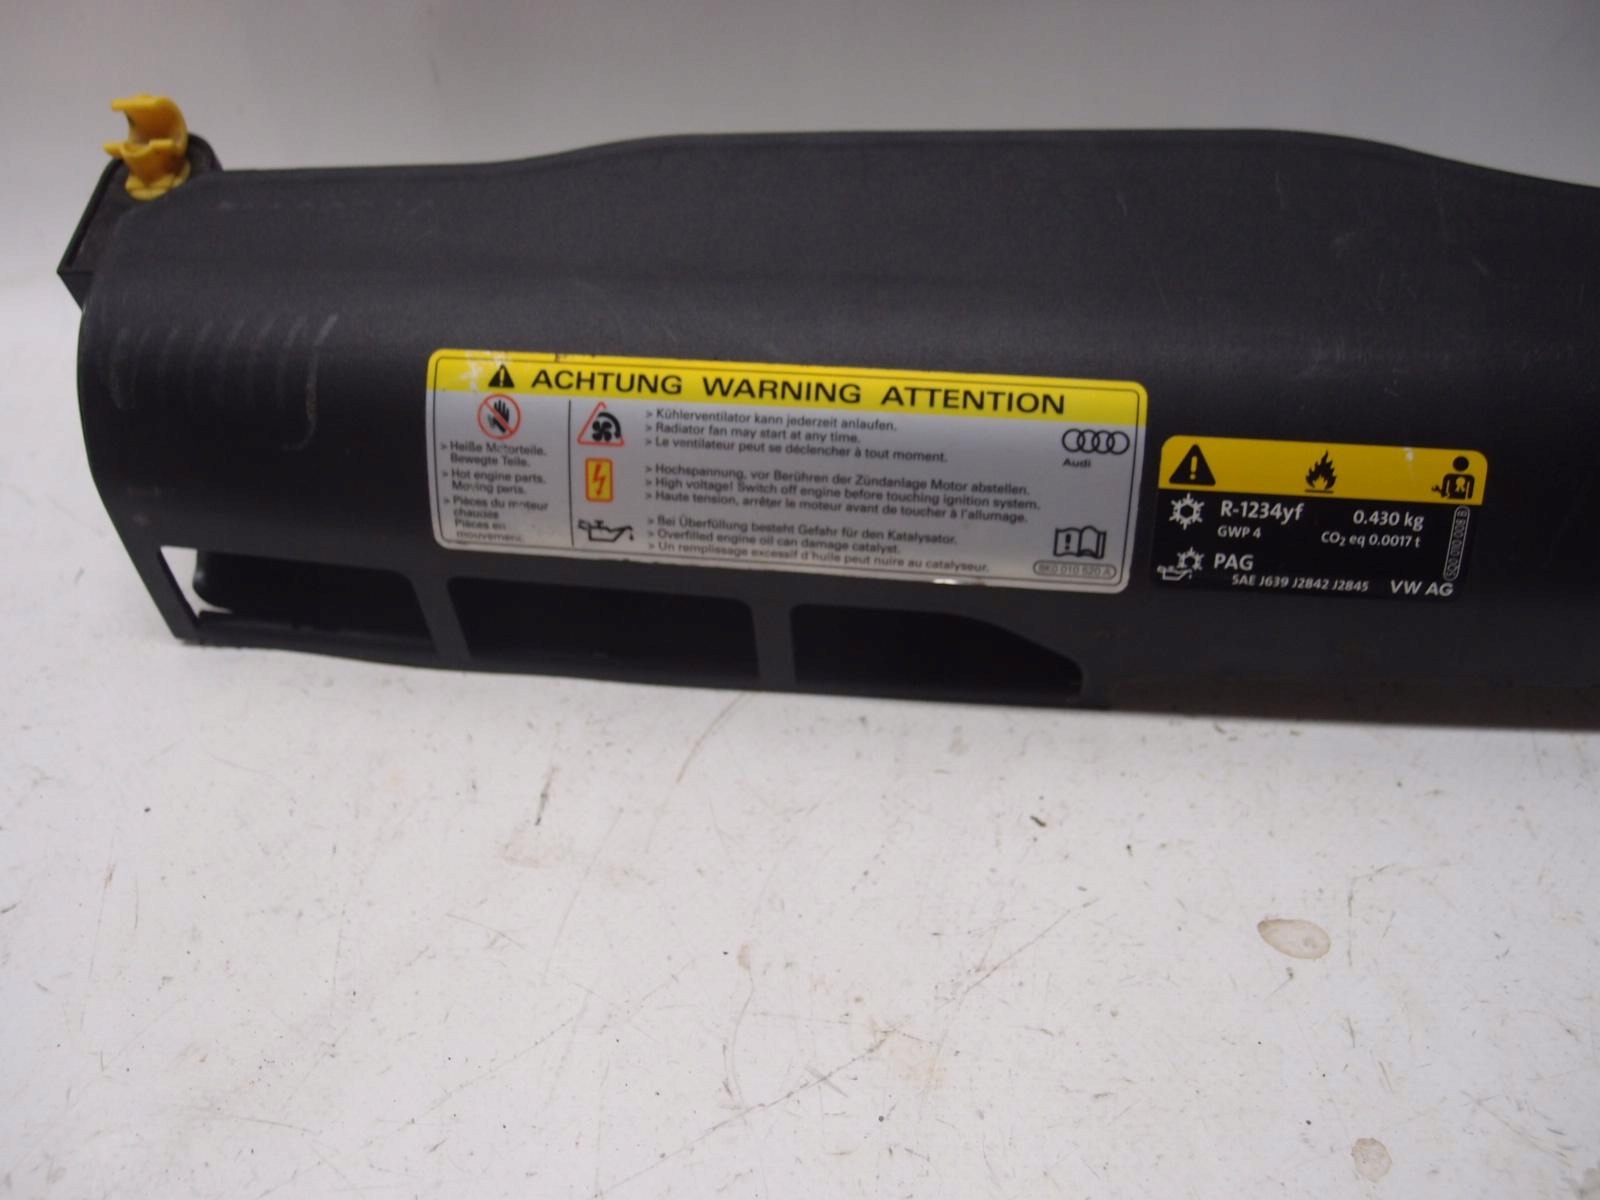 ACHTUNG WARNING ATTENTION
> Heiße Motorteile.
Bewegte Teile.
> Hot engine parts.
Moving parts.
> Pièces du moteur
chaudes
Pièces en
mouvement.
> Kühlerventilator kann jederzeit anlaufen.
> Radiator fan may start at any time.
> Le ventilateur peut se déclencher à tout moment.
> Hochspannung, vor Berühren der Zündanlage Motor abstellen.
> High voltage! Switch off engine before touching ignition system.
> Haute tension, arrêter le moteur avant de toucher à l'allumage.
> Bei Überfüllung besteht Gefahr für den Katalysator.
> Overfilled engine oil can damage catalyst.
> Un remplissage excessif d'huile peut nuire au catalyseur.
Audi
8K0 010 520 A
R-1234yf 0.430 kg
GWP 4 CO₂ eq 0.0017 t
PAG
SAE J639 J2842 J2845 VW AG